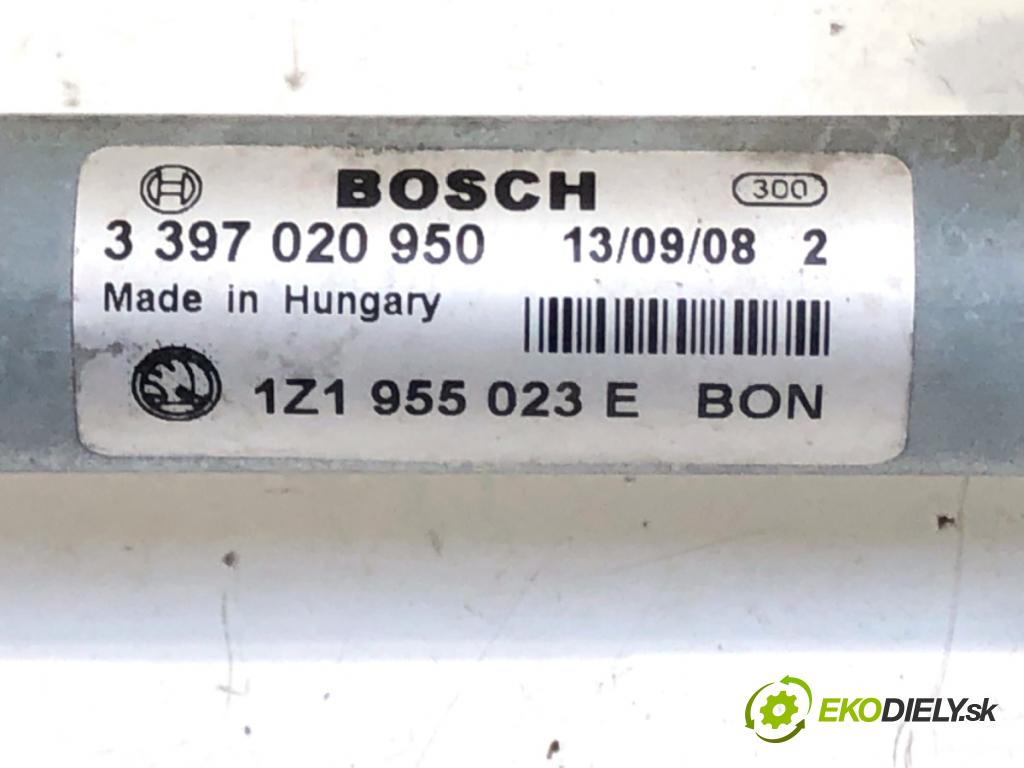 BOSCH 300
3 397 020 950 13/09/08 2
Made in Hungary
1Z1 955 023 E BON
EKODIELY.sk